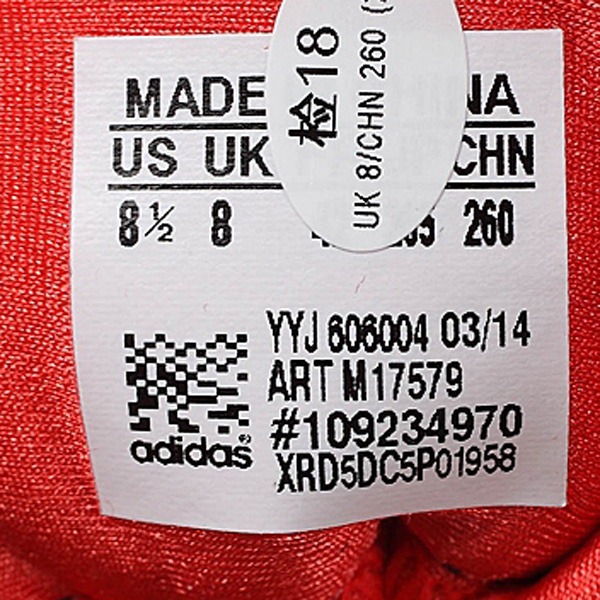 检18
UK 8/CHN 260
MADE
US UK CHN
8½ 8 260
YYJ 606004 03/14
ART M17579
#109234970
adidas®
XRD5DC5P01958